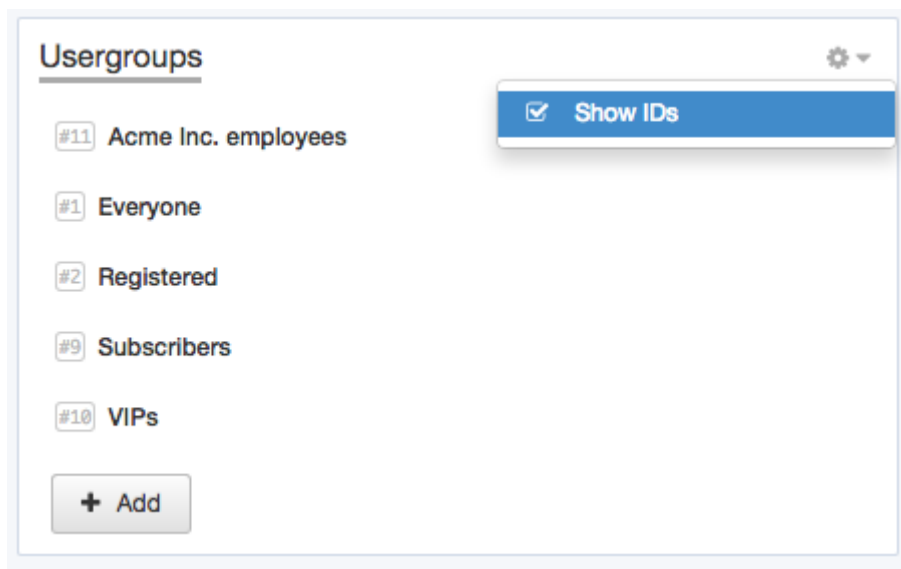 Usergroups
Show IDs
#11 Acme Inc. employees
#1 Everyone
#2 Registered
#9 Subscribers
#10 VIPs
+ Add